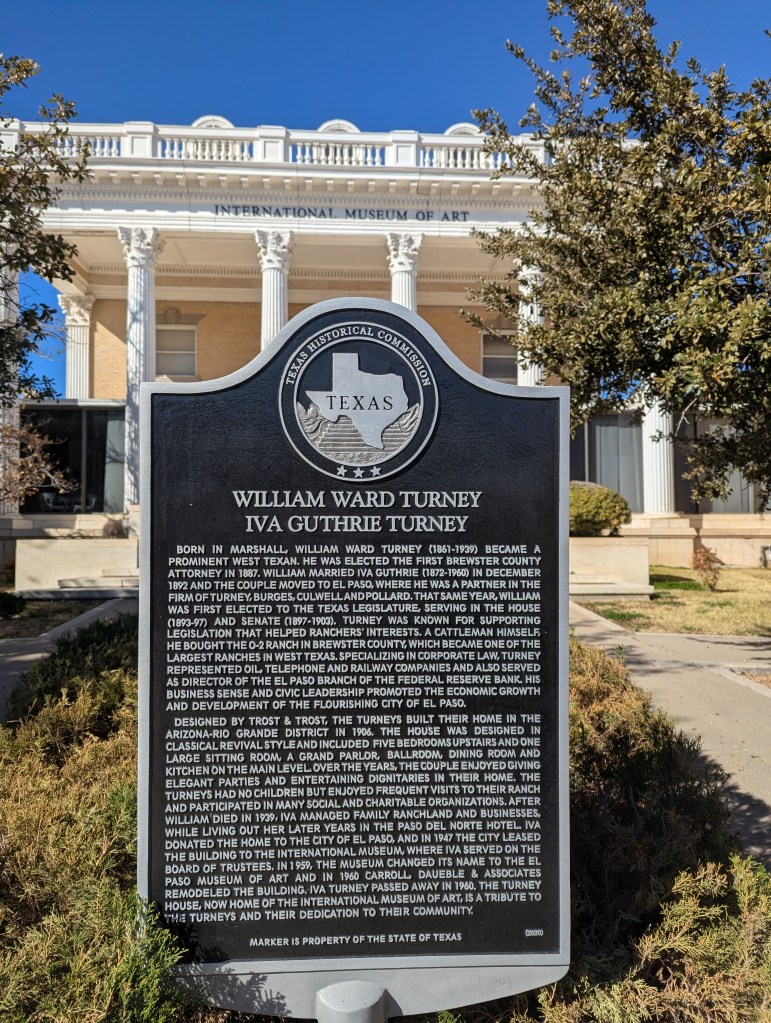 INTERNATIONAL MUSEUM OF ART
TEXAS HISTORICAL COMMISSION
TEXAS
WILLIAM WARD TURNEY
IVA GUTHRIE TURNEY
BORN IN MARSHALL, WILLIAM WARD TURNEY (1861-1939) BECAME A
PROMINENT WEST TEXAN. HE WAS ELECTED THE FIRST BREWSTER COUNTY
ATTORNEY IN 1887. WILLIAM MARRIED IVA GUTHRIE (1872-1960) IN DECEMBER
1892 AND THE COUPLE MOVED TO EL PASO, WHERE HE WAS A PARTNER IN THE
FIRM OF TURNEY, BURGES, CULWELL AND POLLARD. THAT SAME YEAR, WILLIAM
WAS FIRST ELECTED TO THE TEXAS LEGISLATURE, SERVING IN THE HOUSE
(1893-97) AND SENATE (1897-1903). TURNEY WAS KNOWN FOR SUPPORTING
LEGISLATION THAT HELPED RANCHERS' INTERESTS. A CATTLEMAN HIMSELF,
HE BOUGHT THE O-2 RANCH IN BREWSTER COUNTY, WHICH BECAME ONE OF THE
LARGEST RANCHES IN WEST TEXAS. SPECIALIZING IN CORPORATE LAW, TURNEY
REPRESENTED OIL, TELEPHONE AND RAILWAY COMPANIES AND ALSO SERVED
AS DIRECTOR OF THE EL PASO BRANCH OF THE FEDERAL RESERVE BANK. HIS
BUSINESS SENSE AND CIVIC LEADERSHIP PROMOTED THE ECONOMIC GROWTH
AND DEVELOPMENT OF THE FLOURISHING CITY OF EL PASO.
DESIGNED BY TROST & TROST, THE TURNEYS BUILT THEIR HOME IN THE
ARIZONA-RIO GRANDE DISTRICT IN 1906. THE HOUSE WAS DESIGNED IN
CLASSICAL REVIVAL STYLE AND INCLUDED FIVE BEDROOMS UPSTAIRS AND ONE
LARGE SITTING ROOM, A GRAND PARLOR, BALLROOM, DINING ROOM AND
KITCHEN ON THE MAIN LEVEL. OVER THE YEARS, THE COUPLE ENJOYED GIVING
ELEGANT PARTIES AND ENTERTAINING DIGNITARIES IN THEIR HOME. THE
TURNEYS HAD NO CHILDREN BUT ENJOYED FREQUENT VISITS TO THEIR RANCH
AND PARTICIPATED IN MANY SOCIAL AND CHARITABLE ORGANIZATIONS. AFTER
WILLIAM DIED IN 1939, IVA MANAGED FAMILY RANCHLAND AND BUSINESSES,
WHILE LIVING OUT HER LATER YEARS IN THE PASO DEL NORTE HOTEL. IVA
DONATED THE HOME TO THE CITY OF EL PASO, AND IN 1947 THE CITY LEASED
THE BUILDING TO THE INTERNATIONAL MUSEUM, WHERE IVA SERVED ON THE
BOARD OF TRUSTEES. IN 1959, THE MUSEUM CHANGED ITS NAME TO THE EL
PASO MUSEUM OF ART AND IN 1960 CARROLL, DAUEBLE & ASSOCIATES
REMODELED THE BUILDING. IVA TURNEY PASSED AWAY IN 1960. THE TURNEY
HOUSE, NOW HOME OF THE INTERNATIONAL MUSEUM OF ART, IS A TRIBUTE TO
THE TURNEYS AND THEIR DEDICATION TO THEIR COMMUNITY.
(2020)
MARKER IS PROPERTY OF THE STATE OF TEXAS